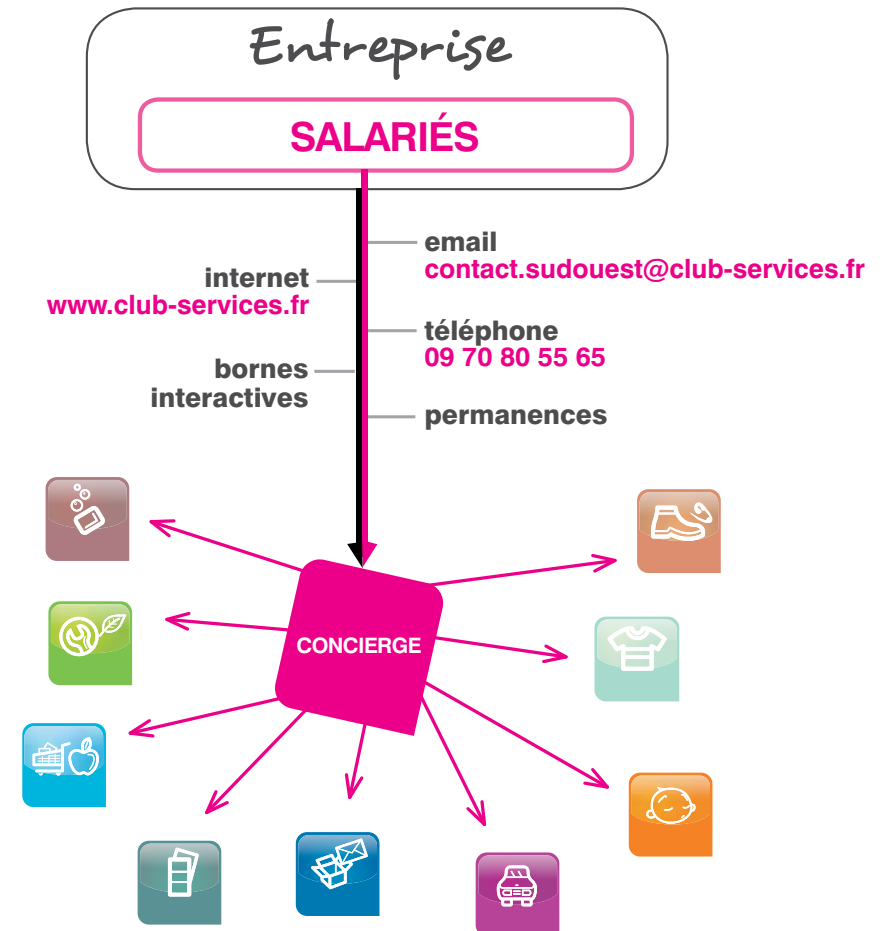 Entreprise
SALARIÉS
email
contact.sudouest@club-services.fr
internet
www.club-services.fr
téléphone
09 70 80 55 65
bornes
interactives
permanences
CONCIERGE